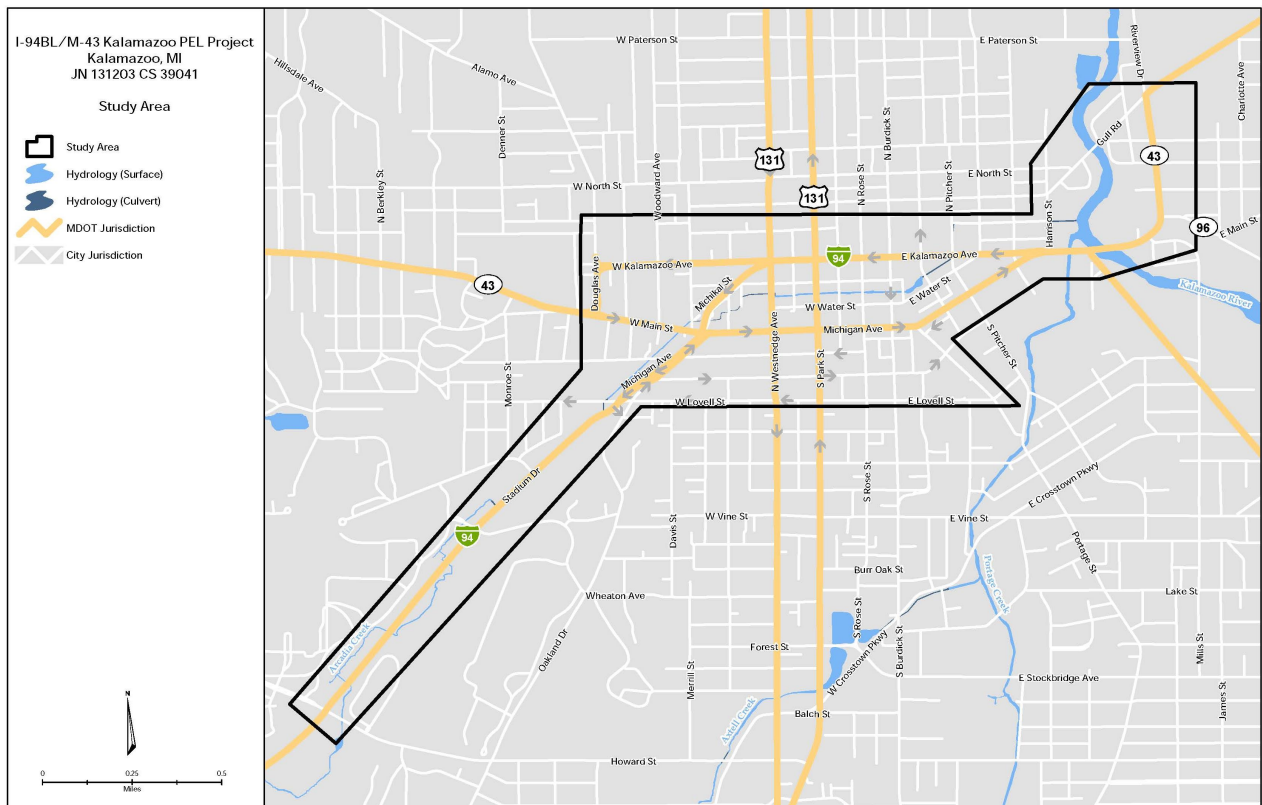 I-94BL/M-43 Kalamazoo PEL Project
Kalamazoo, MI
JN 131203 CS 39041
Study Area
Study Area
Hydrology (Surface)
Hydrology (Culvert)
MDOT Jurisdiction
City Jurisdiction
N
0
0.25
0.5
Miles
W Paterson St
E Paterson St
Riverview Dr
Hillsdale Ave
Alamo Ave
Charlotte Ave
Denner St
N Burdick St
Gull Rd
131
43
N Berkley St
W North St
Woodward Ave
131
N Rose St
N Pitcher St
E North St
Harrison St
96
E Main St
43
Douglas Ave
W Kalamazoo Ave
94
E Kalamazoo Ave
Michikal St
W Water St
E Water St
Kalamazoo River
W Main St
Michigan Ave
N Westnedge Ave
S Park St
S Pitcher St
Michigan Ave
Monroe St
W Lovell St
E Lovell St
Stadium Dr
S Rose St
E Crosstown Pkwy
94
Davis St
W Vine St
E Vine St
Portage St
Burr Oak St
Portage Creek
Wheaton Ave
Lake St
Arcadia Creek
Oakland Dr
Forest St
S Rose St
S Burdick St
Mills St
Merrill St
W Crosstown Pkwy
E Stockbridge Ave
James St
Axtell Creek
Balch St
Howard St